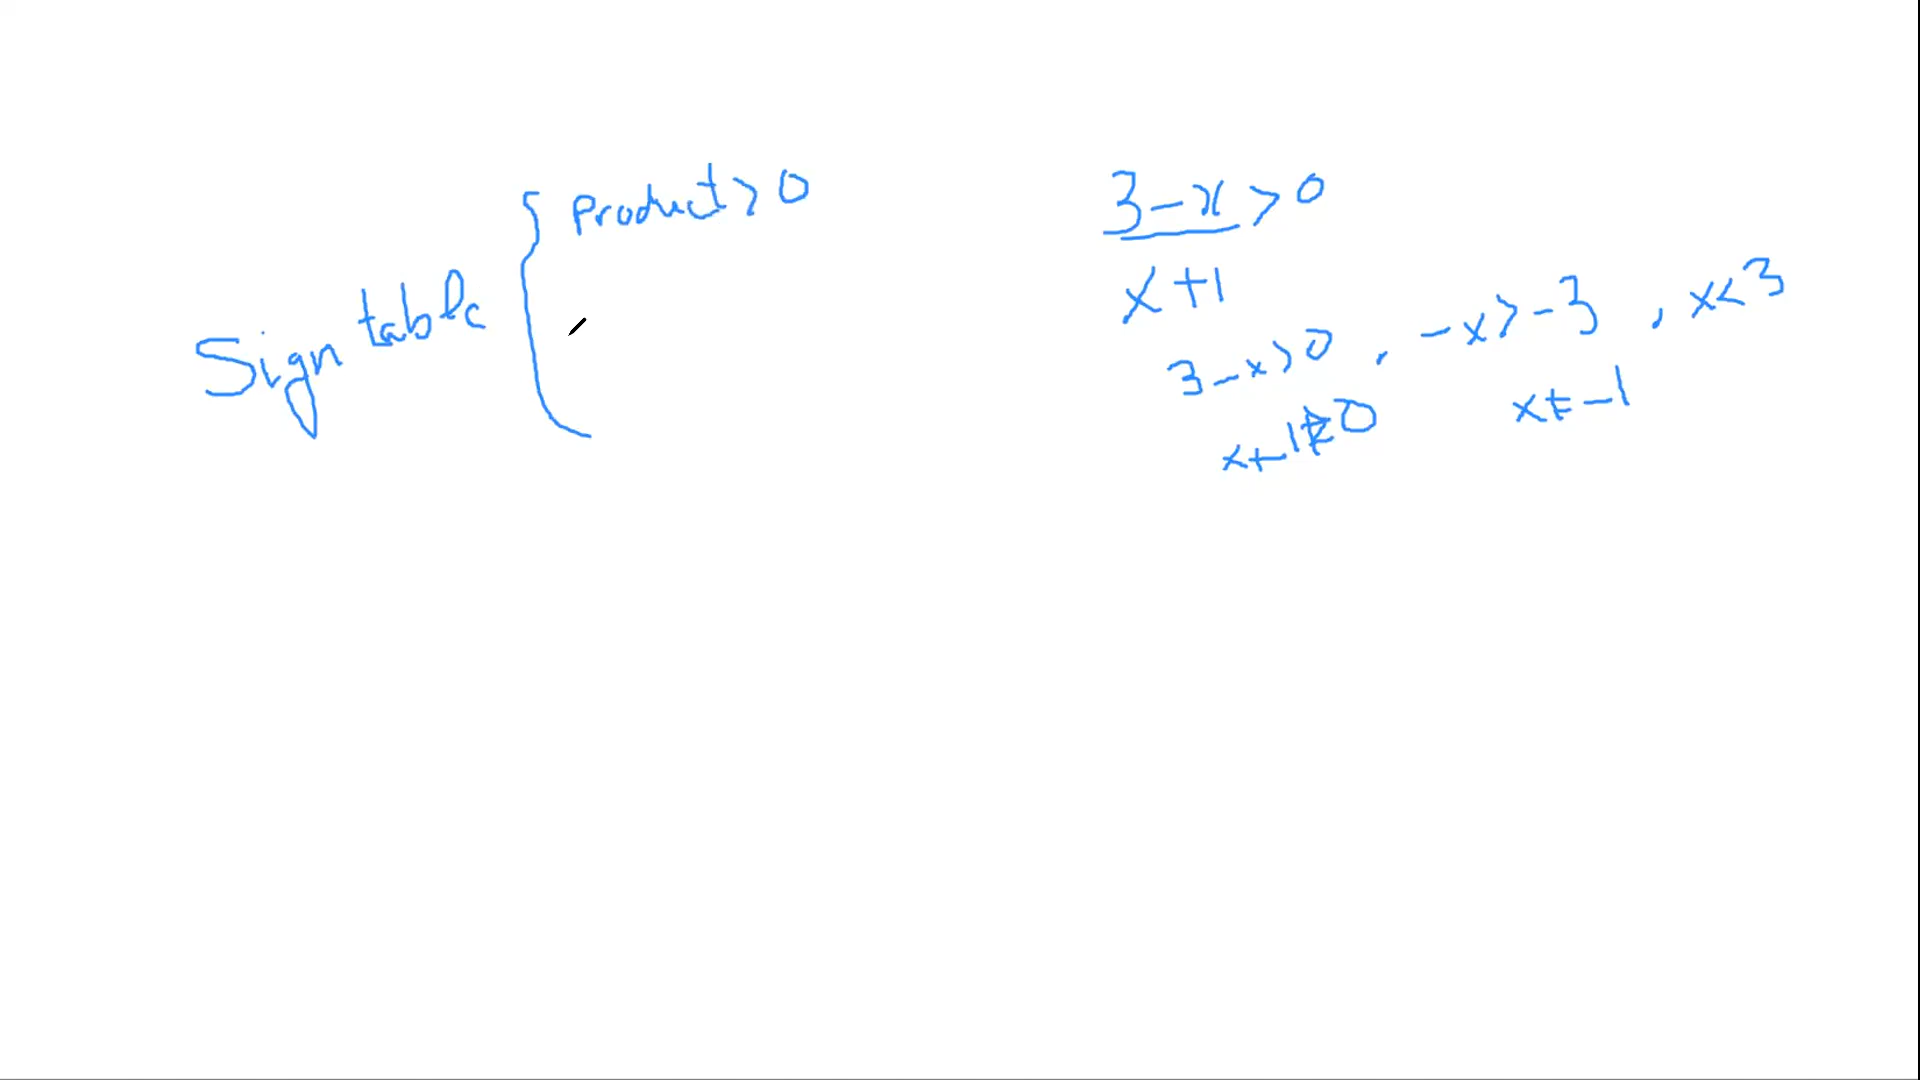 Sign table { product > 0
3 - x > 0
x + 1
3 - x > 0 , - x > - 3 , x < 3
x + 1 ≠ 0 x ≠ - 1